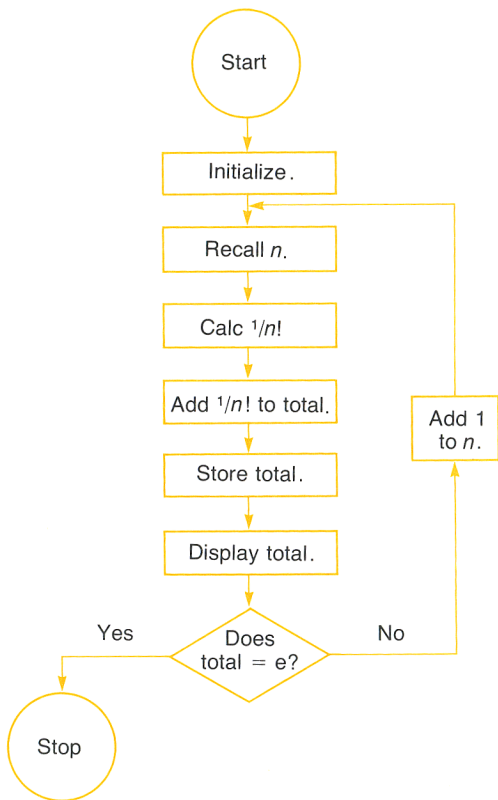 Start
Initialize.
Recall n.
Calc 1/n!
Add 1/n! to total.
Store total.
Display total.
Does
total = e?
Yes
No
Add 1
to n.
Stop